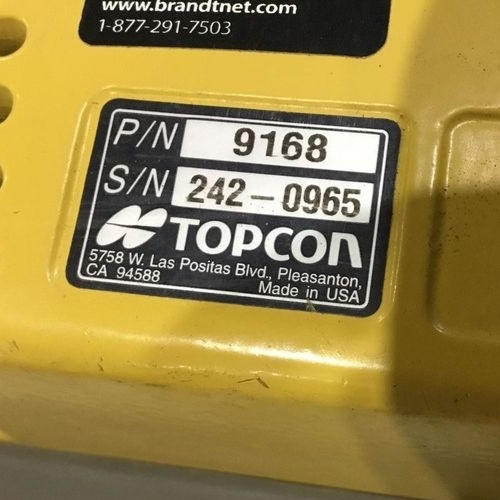 www.brandtnet.com
1-877-291-7503
P/N 9168
S/N 242-0965
TOPCON
5758 W. Las Positas Blvd., Pleasanton,
CA 94588
Made in USA